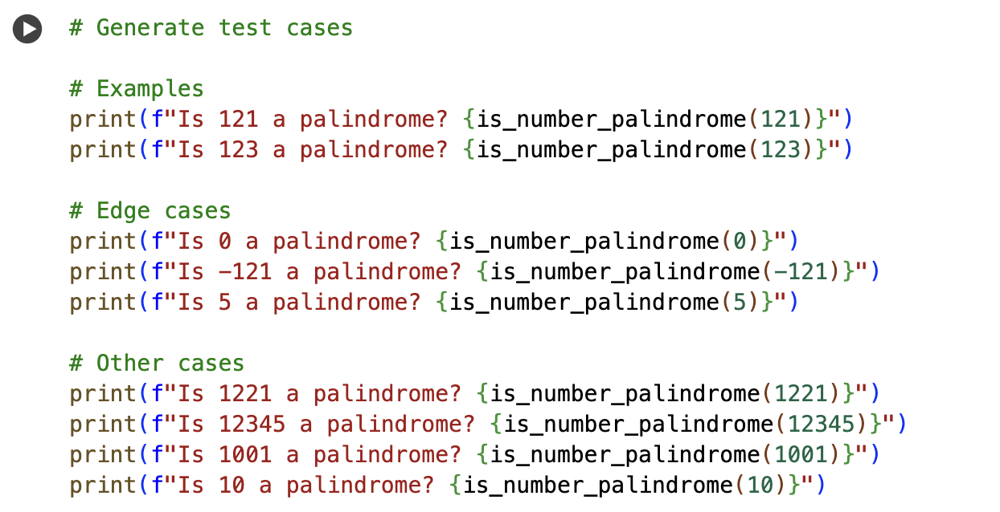 # Generate test cases
# Examples
print(f"Is 121 a palindrome? {is_number_palindrome(121)}")
print(f"Is 123 a palindrome? {is_number_palindrome(123)}")
# Edge cases
print(f"Is 0 a palindrome? {is_number_palindrome(0)}")
print(f"Is -121 a palindrome? {is_number_palindrome(-121)}")
print(f"Is 5 a palindrome? {is_number_palindrome(5)}")
# Other cases
print(f"Is 1221 a palindrome? {is_number_palindrome(1221)}")
print(f"Is 12345 a palindrome? {is_number_palindrome(12345)}")
print(f"Is 1001 a palindrome? {is_number_palindrome(1001)}")
print(f"Is 10 a palindrome? {is_number_palindrome(10)}")